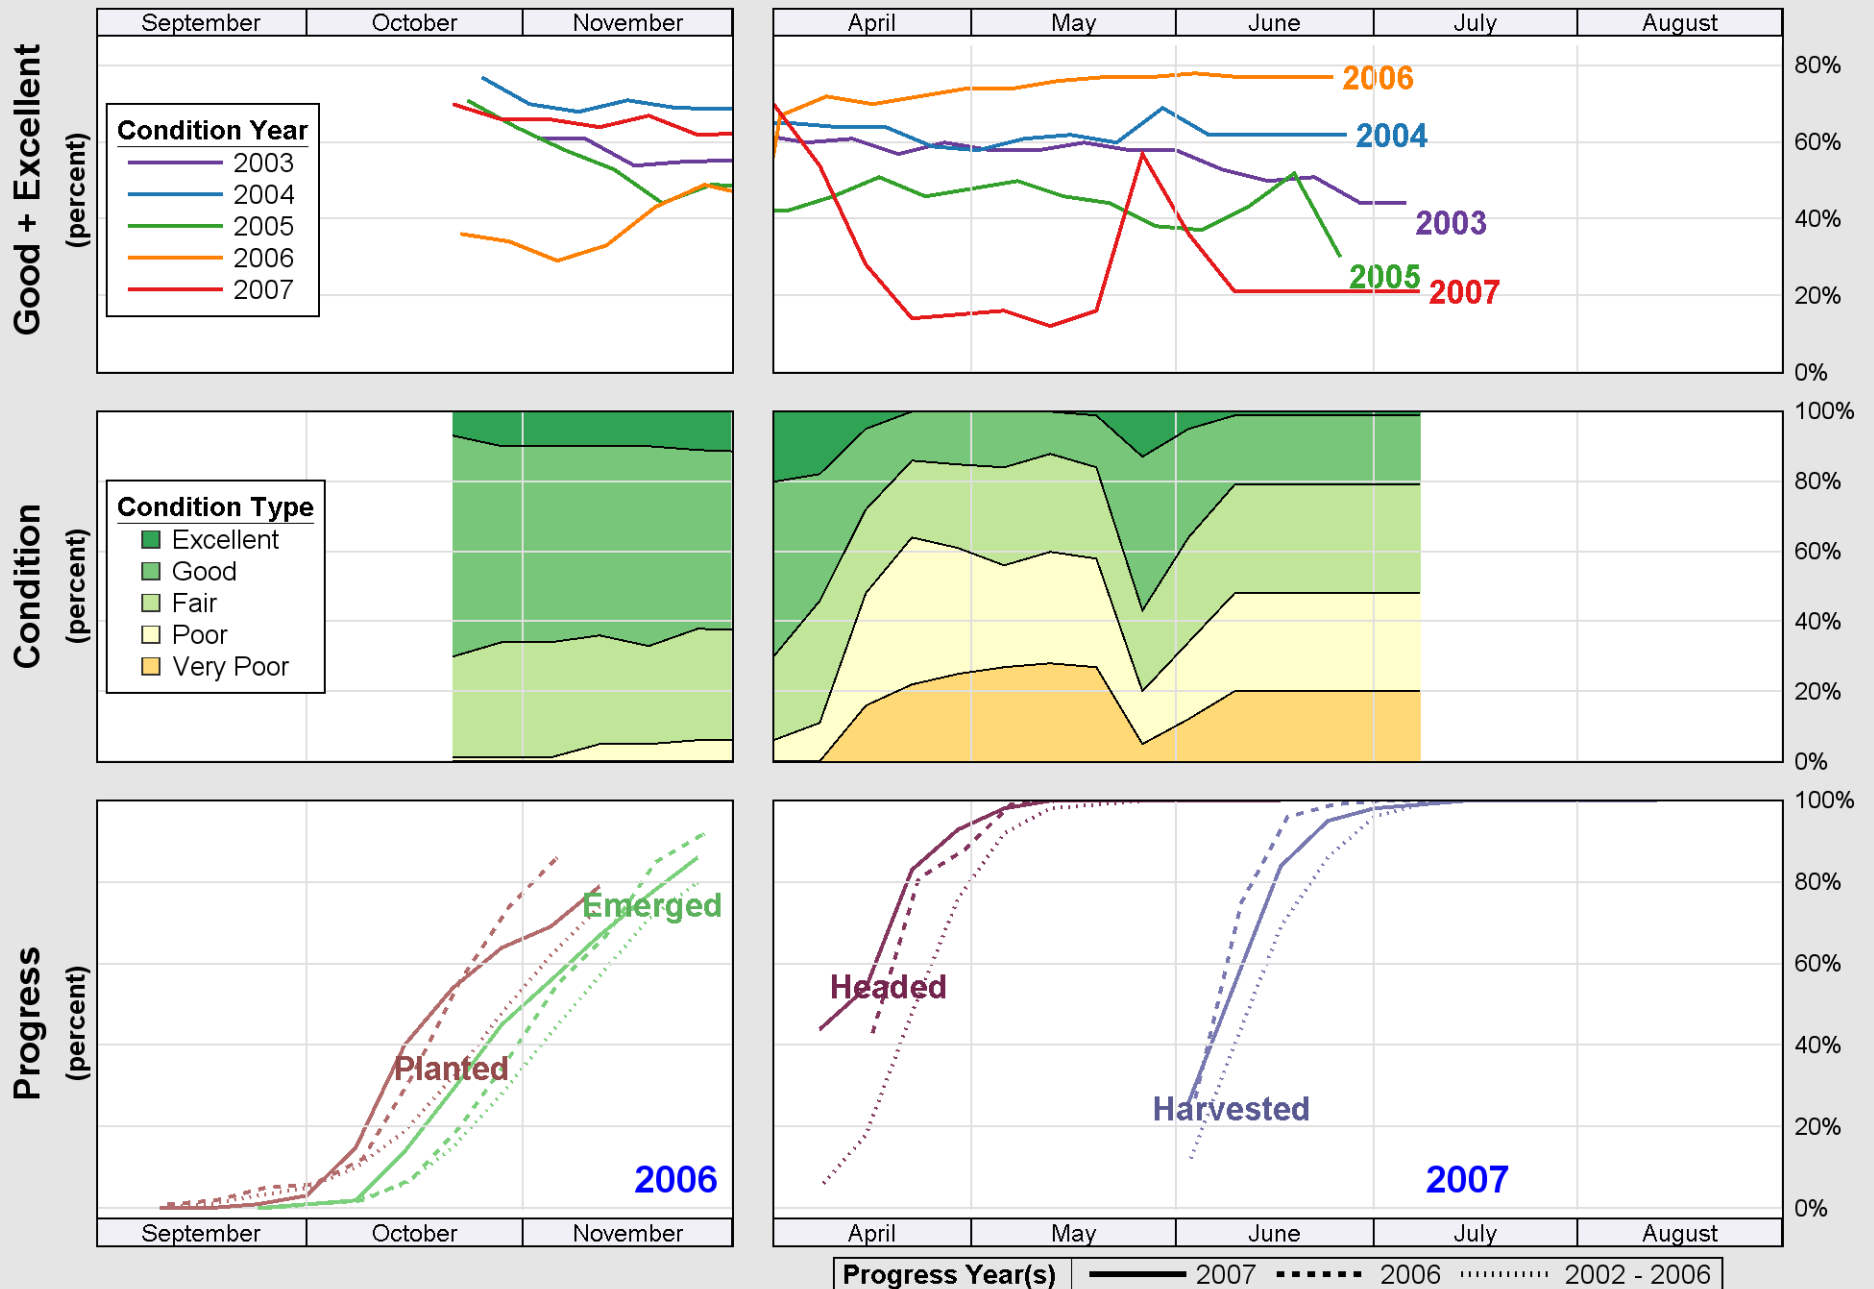 September October November April May June July August
Good + Excellent
(percent)
Condition Year
2003
2004
2005
2006
2007
2006
2004
2003
2005
2007
80%
60%
40%
20%
0%
Condition
(percent)
Condition Type
Excellent
Good
Fair
Poor
Very Poor
100%
80%
60%
40%
20%
0%
Progress
(percent)
Planted
Emerged
2006
Headed
Harvested
2007
100%
80%
60%
40%
20%
0%
September October November April May June July August
Progress Year(s) 2007 2006 2002 - 2006